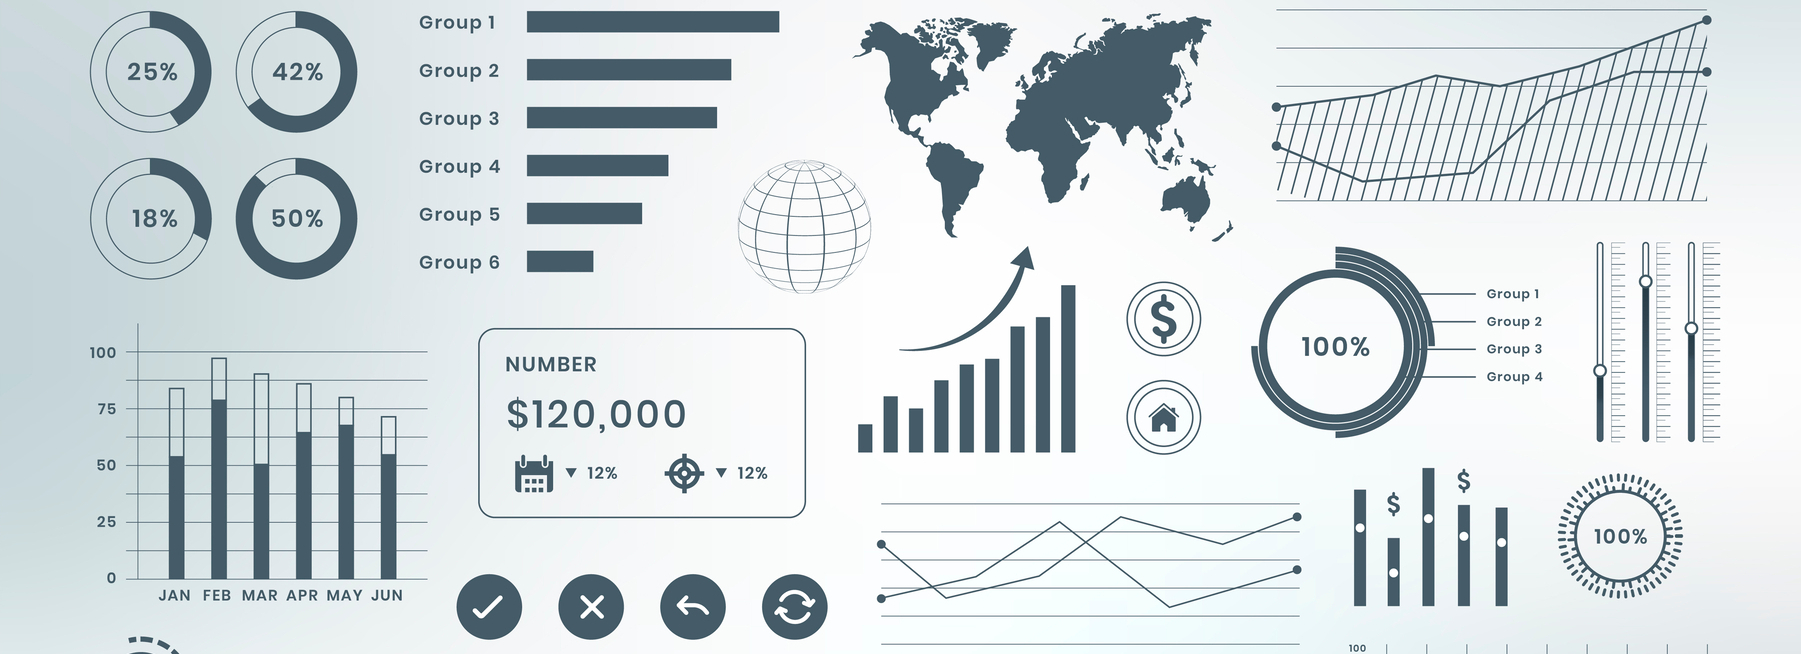 25%
42%
18%
50%
Group 1
Group 2
Group 3
Group 4
Group 5
Group 6
100
75
50
25
0
JAN FEB MAR APR MAY JUN
NUMBER
$120,000
12%
12%
$
100%
Group 1
Group 2
Group 3
Group 4
$
$
100%
100